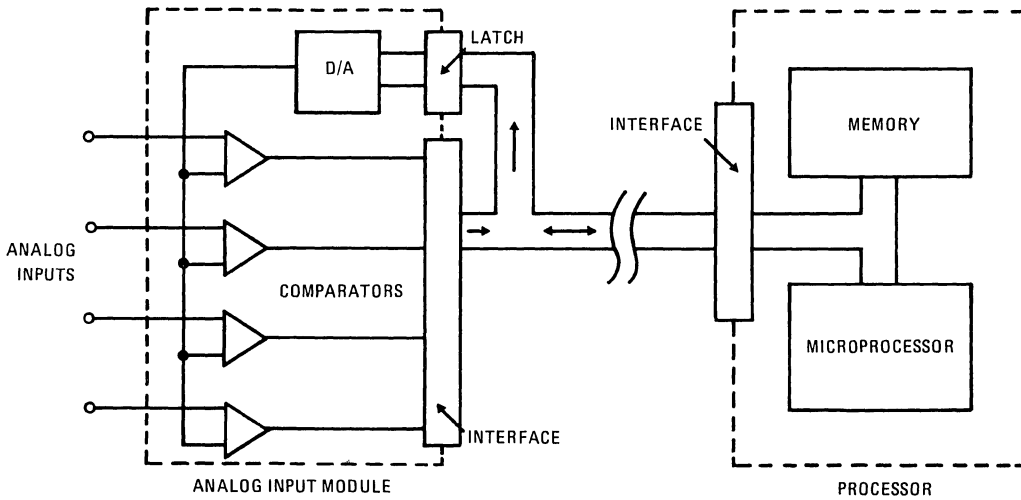 LATCH
D/A
INTERFACE
MEMORY
ANALOG
INPUTS
COMPARATORS
MICROPROCESSOR
INTERFACE
ANALOG INPUT MODULE
PROCESSOR